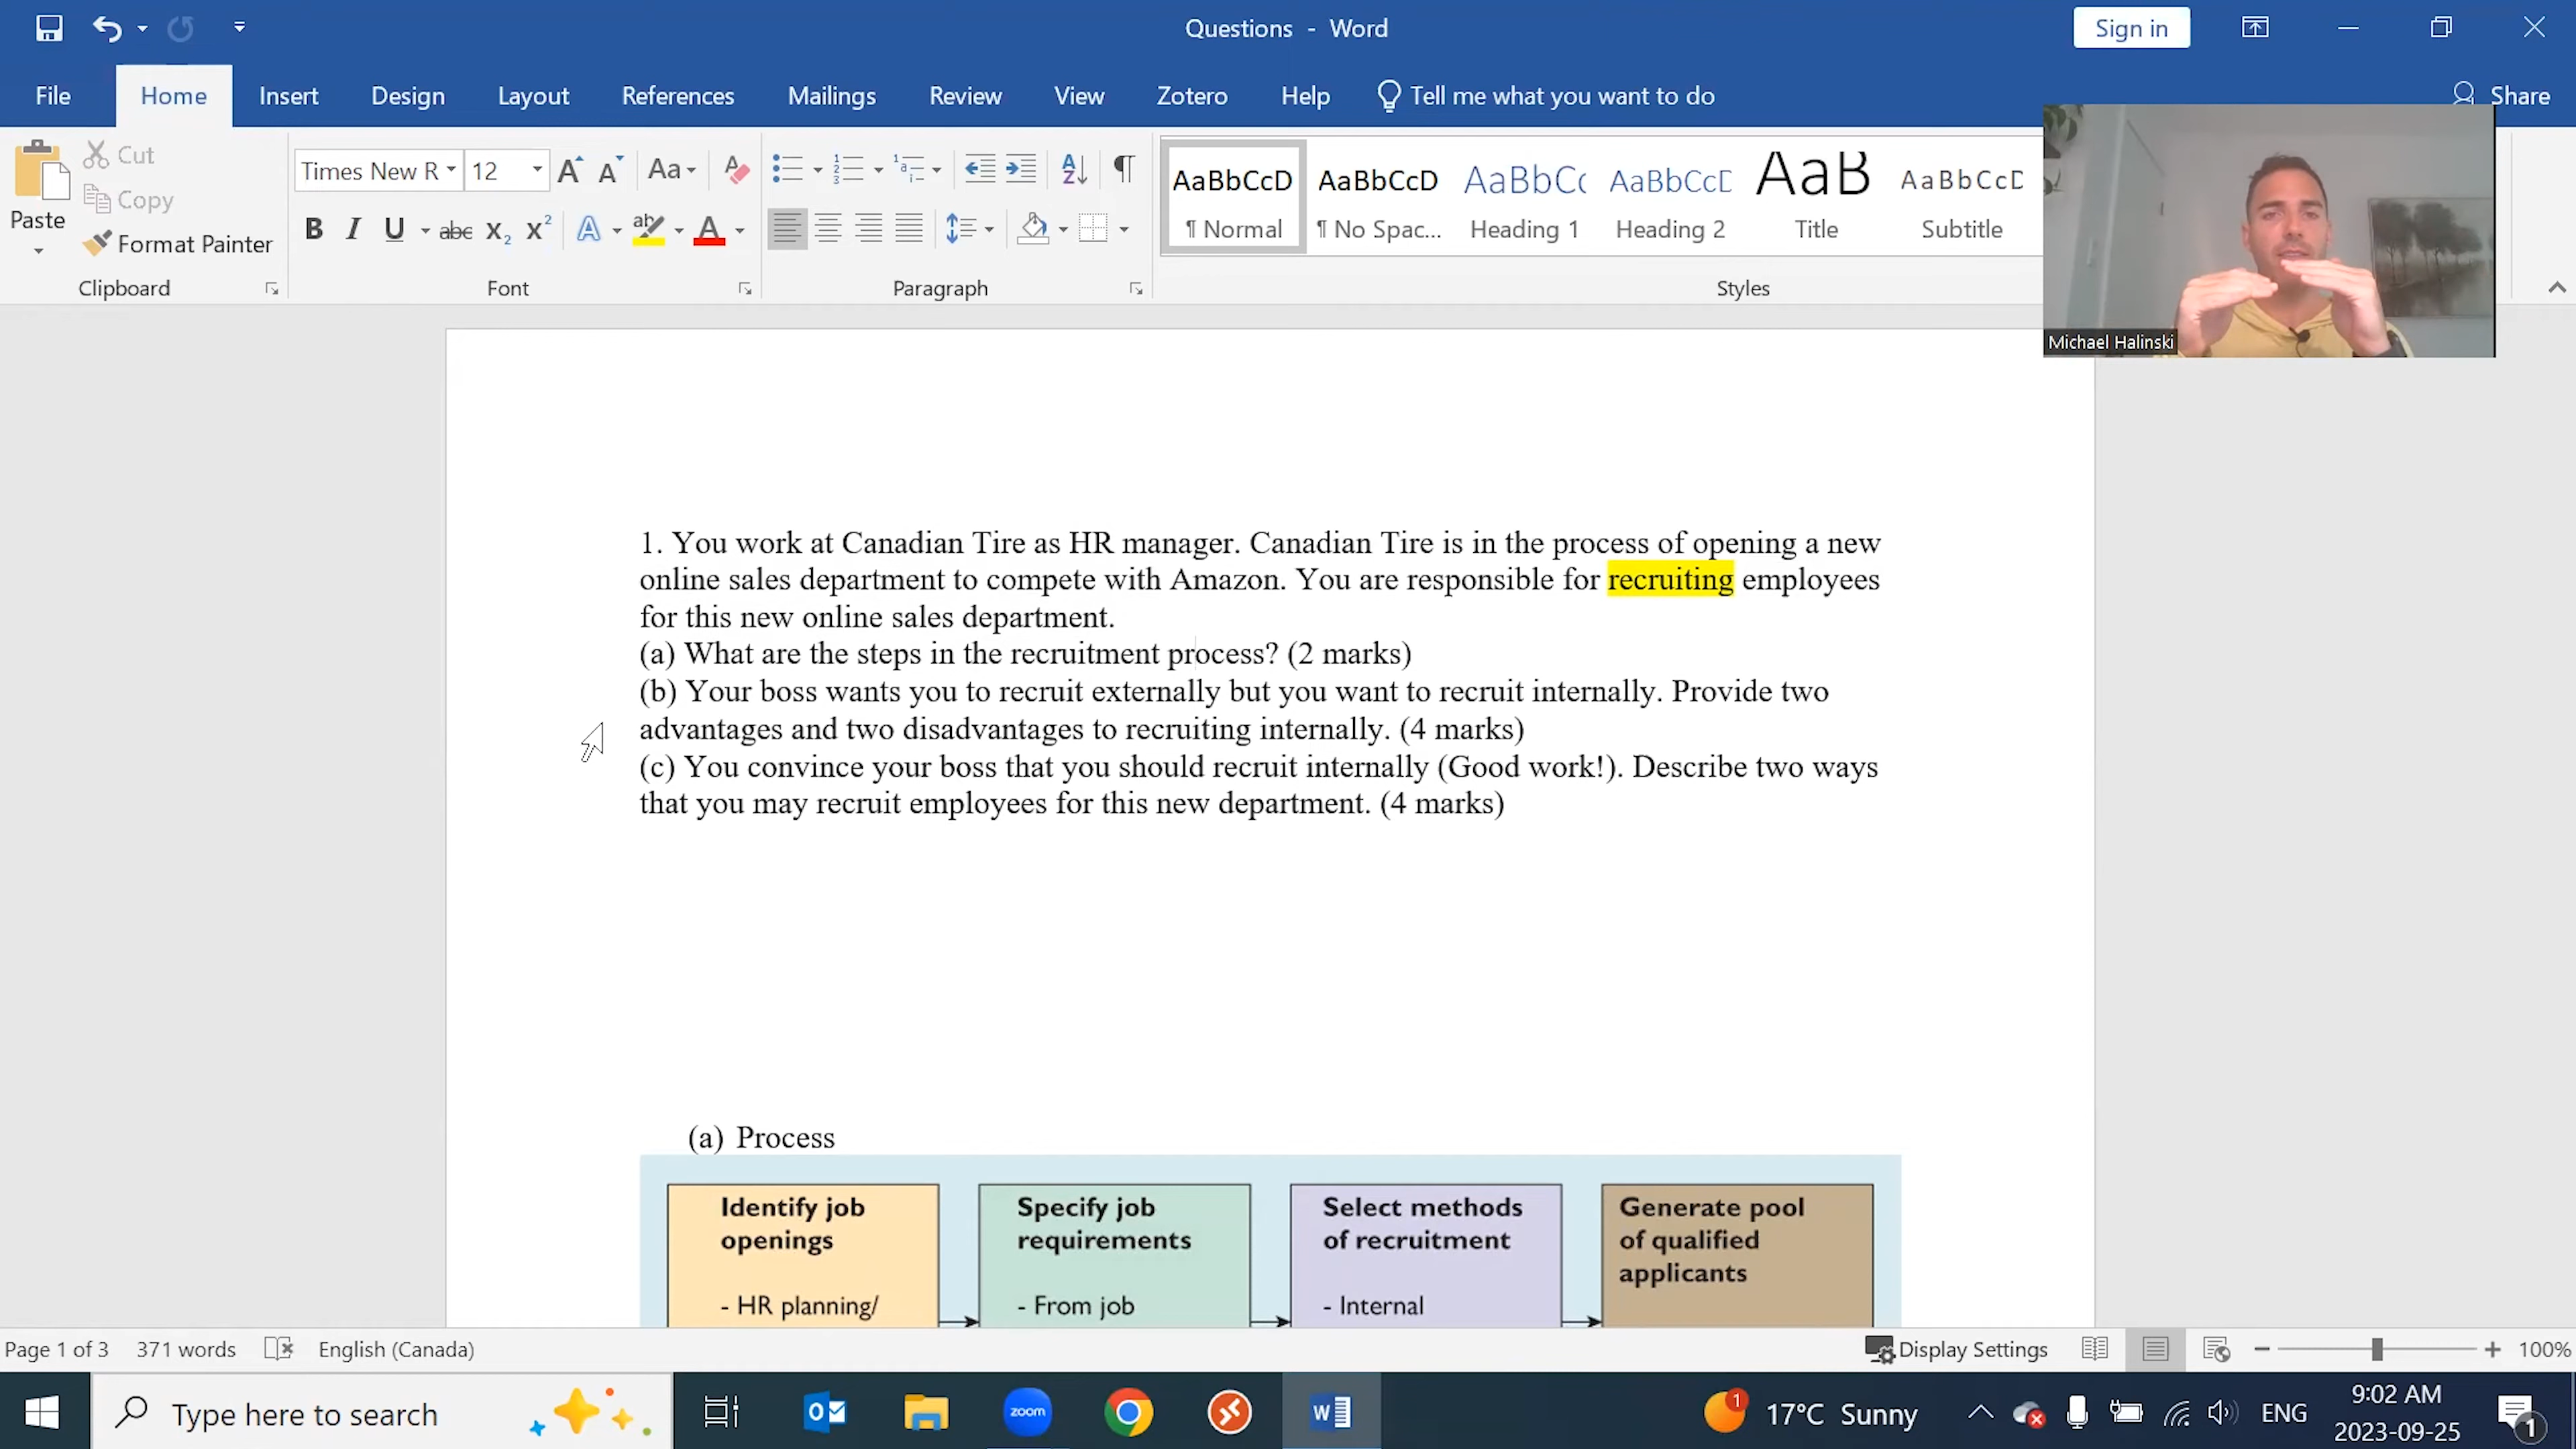 Questions - Word
Sign in
File Home Insert Design Layout References Mailings Review View Zotero Help Tell me what you want to do Share
Paste
Cut
Copy
Format Painter
Clipboard
Times New R 12 Aa
B I U abc X₂ X² A ab A
Font
Paragraph
AaBbCcD ¶ Normal
AaBbCcD ¶ No Spac...
AaBbCc Heading 1
AaBbCcD Heading 2
AaB Title
AaBbCcD Subtitle
Styles
Michael Halinski
1. You work at Canadian Tire as HR manager. Canadian Tire is in the process of opening a new
online sales department to compete with Amazon. You are responsible for recruiting employees
for this new online sales department.
(a) What are the steps in the recruitment process? (2 marks)
(b) Your boss wants you to recruit externally but you want to recruit internally. Provide two
advantages and two disadvantages to recruiting internally. (4 marks)
(c) You convince your boss that you should recruit internally (Good work!). Describe two ways
that you may recruit employees for this new department. (4 marks)
(a) Process
Identify job
openings
- HR planning/
Specify job
requirements
- From job
Select methods
of recruitment
- Internal
Generate pool
of qualified
applicants
Page 1 of 3 371 words English (Canada) Display Settings 100%
Type here to search
zoom
1
17°C Sunny
ENG
9:02 AM
2023-09-25
1